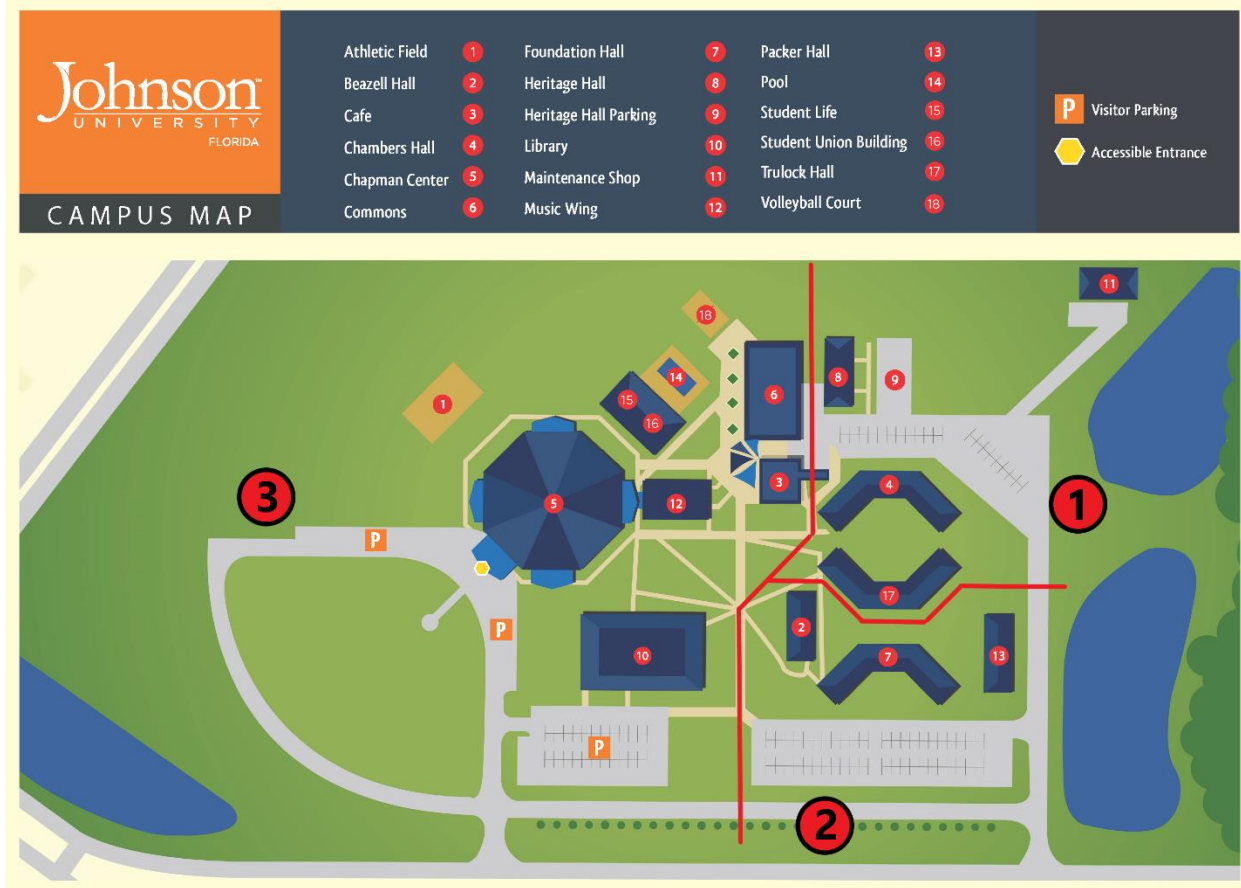 Johnson™
UNIVERSITY
FLORIDA
CAMPUS MAP
Athletic Field 1
Beazell Hall 2
Cafe 3
Chambers Hall 4
Chapman Center 5
Commons 6
Foundation Hall 7
Heritage Hall 8
Heritage Hall Parking 9
Library 10
Maintenance Shop 11
Music Wing 12
Packer Hall 13
Pool 14
Student Life 15
Student Union Building 16
Trulock Hall 17
Volleyball Court 18
P Visitor Parking
Accessible Entrance
11
18
14
8
9
15
1
6
16
3
4
3
5
12
1
P
17
P
2
10
7
13
P
2